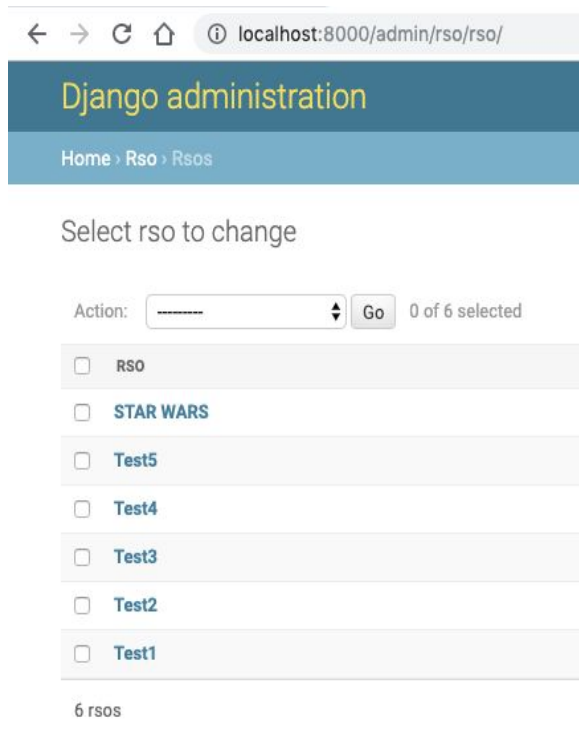 localhost:8000/admin/rso/rso/
Django administration
Home › Rso › Rsos
Select rso to change
Action: --------- Go 0 of 6 selected
RSO
STAR WARS
Test5
Test4
Test3
Test2
Test1
6 rsos